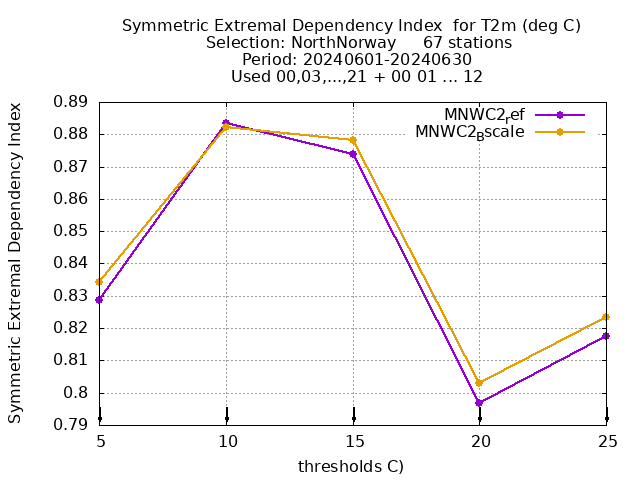 Symmetric Extremal Dependency Index  for T2m (deg C)
Selection: NorthNorway     67 stations
Period: 20240601-20240630
Used 00,03,...,21 + 00 01 ... 12
Symmetric Extremal Dependency Index
0.89
0.88
0.87
0.86
0.85
0.84
0.83
0.82
0.81
0.8
0.79
MNWC2_ref
MNWC2_Bscale
5 10 15 20 25
thresholds C)